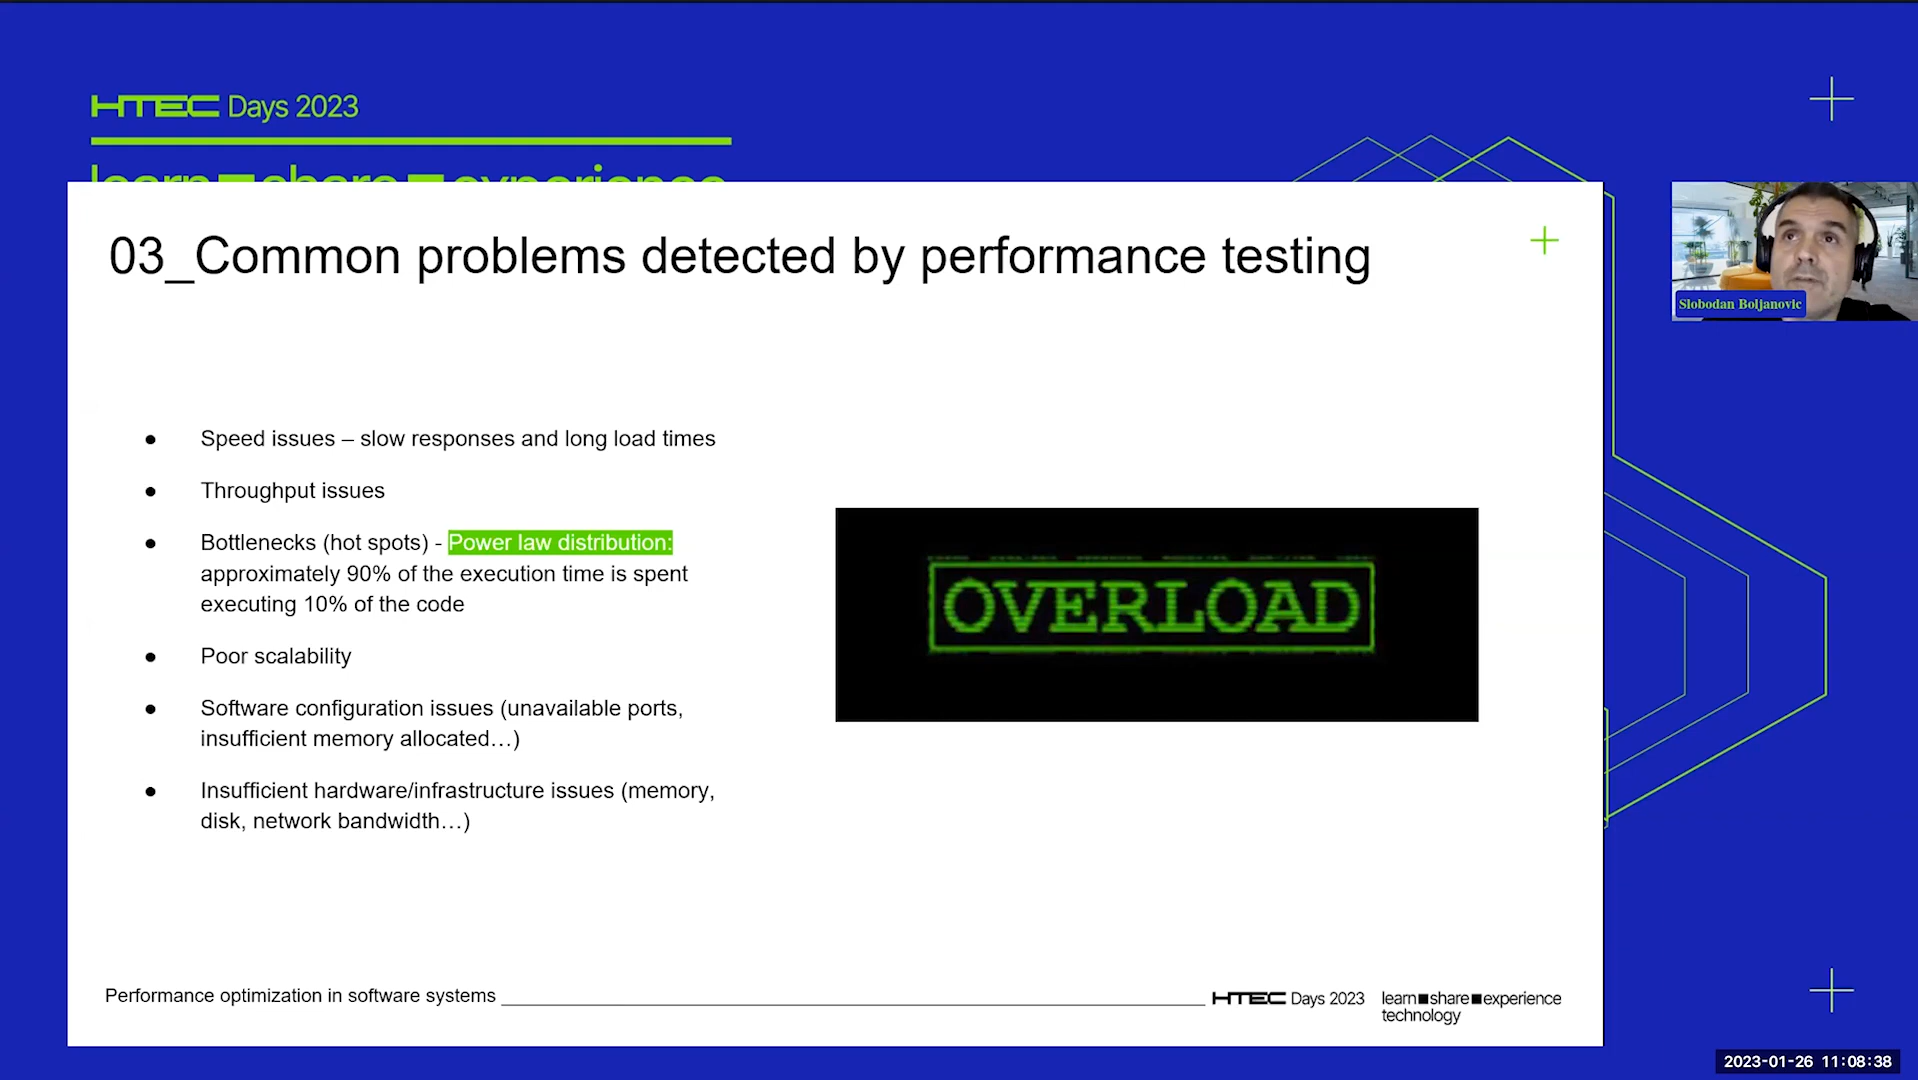 HTEC Days 2023
learn■share■experience
03_Common problems detected by performance testing
Slobodan Boljanovic
● Speed issues – slow responses and long load times
● Throughput issues
● Bottlenecks (hot spots) - Power law distribution:
approximately 90% of the execution time is spent
executing 10% of the code
● Poor scalability
● Software configuration issues (unavailable ports,
insufficient memory allocated…)
● Insufficient hardware/infrastructure issues (memory,
disk, network bandwidth…)
OVERLOAD
Performance optimization in software systems
HTEC Days 2023
learn■share■experience
technology
2023-01-26 11:08:38